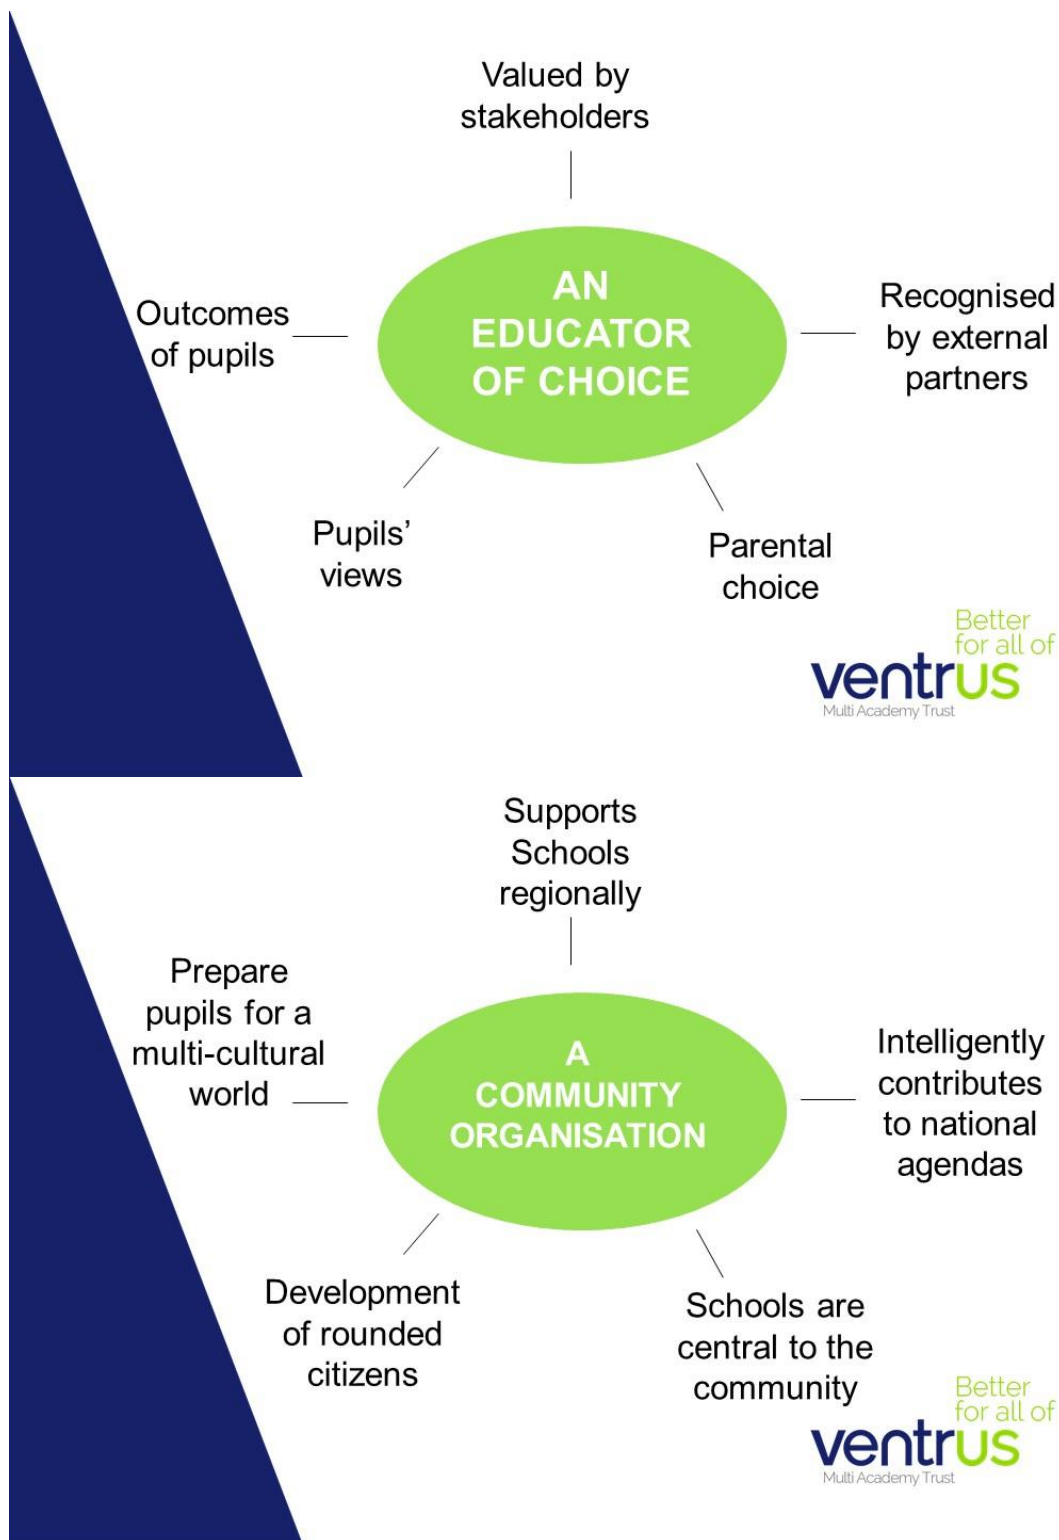 Valued by
stakeholders
AN
EDUCATOR
OF CHOICE
Outcomes
of pupils
Recognised
by external
partners
Pupils’
views
Parental
choice
Better
for all of
ventrus
Multi Academy Trust
Supports
Schools
regionally
Prepare
pupils for a
multi-cultural
world
A
COMMUNITY
ORGANISATION
Intelligently
contributes
to national
agendas
Development
of rounded
citizens
Schools are
central to the
community
Better
for all of
ventrus
Multi Academy Trust